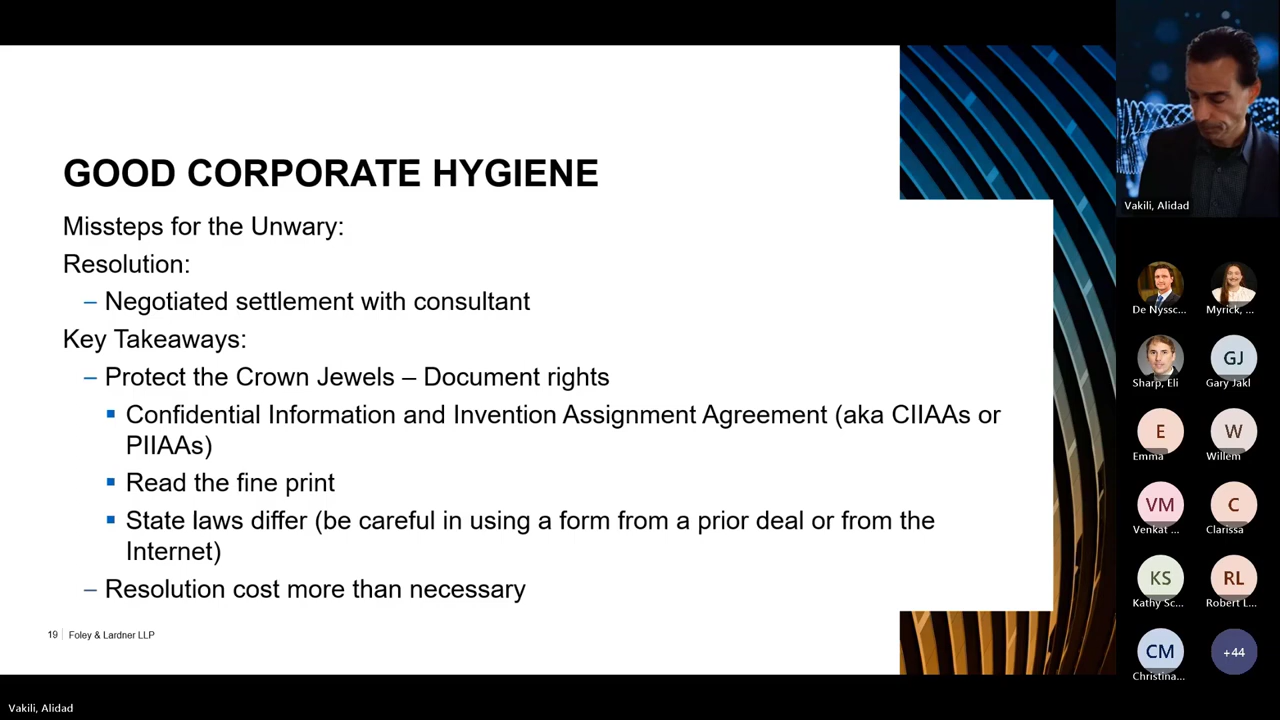 GOOD CORPORATE HYGIENE
Missteps for the Unwary:
Resolution:
– Negotiated settlement with consultant
Key Takeaways:
– Protect the Crown Jewels – Document rights
▪ Confidential Information and Invention Assignment Agreement (aka CIIAAs or
PIIAAs)
▪ Read the fine print
▪ State laws differ (be careful in using a form from a prior deal or from the
Internet)
– Resolution cost more than necessary
19 Foley & Lardner LLP
Vakili, Alidad
De Nyssc...
Myrick, ...
Sharp, Eli
GJ
Gary Jakl
E
Emma
W
Willem
VM
Venkat ...
C
Clarissa
KS
Kathy Sc...
RL
Robert L...
CM
Christina...
+44
Vakili, Alidad